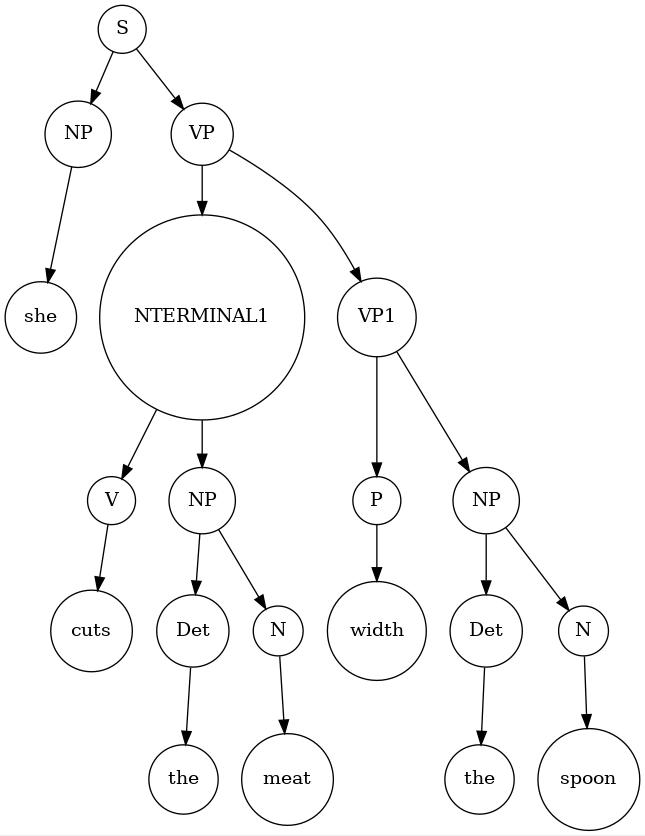 S
NP VP
she NTERMINAL1 VP1
V NP P NP
cuts Det N width Det N
the meat the spoon